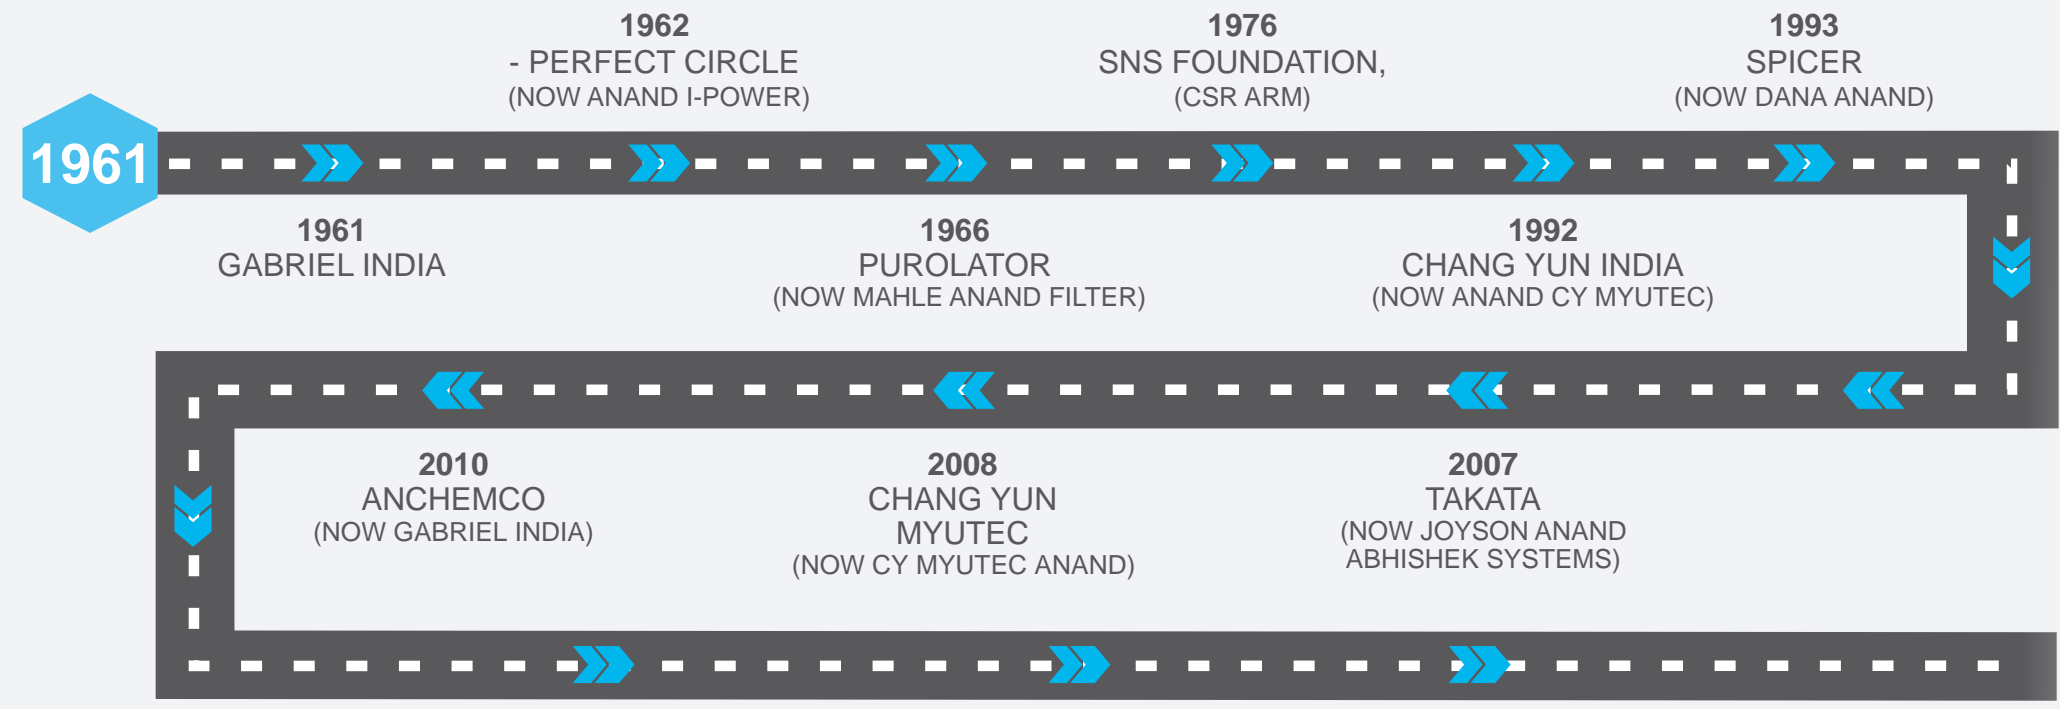 1961
1962
- PERFECT CIRCLE
(NOW ANAND I-POWER)
1976
SNS FOUNDATION,
(CSR ARM)
1993
SPICER
(NOW DANA ANAND)
1961
GABRIEL INDIA
1966
PUROLATOR
(NOW MAHLE ANAND FILTER)
1992
CHANG YUN INDIA
(NOW ANAND CY MYUTEC)
2010
ANCHEMCO
(NOW GABRIEL INDIA)
2008
CHANG YUN
MYUTEC
(NOW CY MYUTEC ANAND)
2007
TAKATA
(NOW JOYSON ANAND
ABHISHEK SYSTEMS)